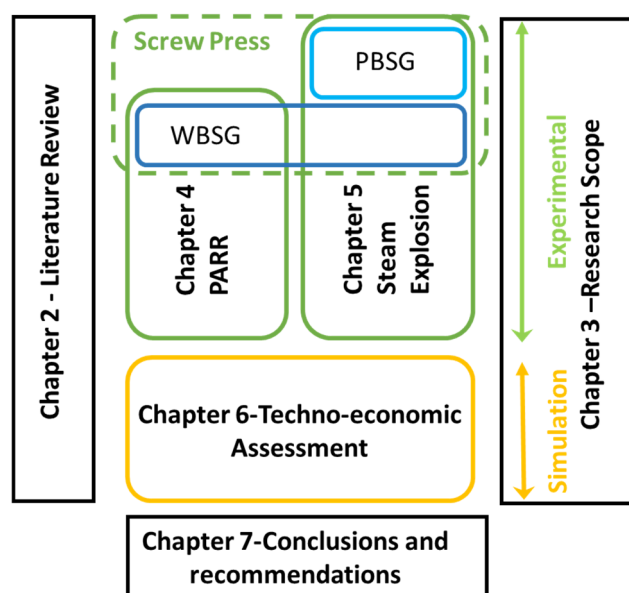 Chapter 2 - Literature Review
Screw Press
PBSG
WBSG
Chapter 4
PARR
Chapter 5
Steam
Explosion
Chapter 6-Techno-economic
Assessment
Chapter 7-Conclusions and
recommendations
Experimental
Simulation
Chapter 3 –Research Scope